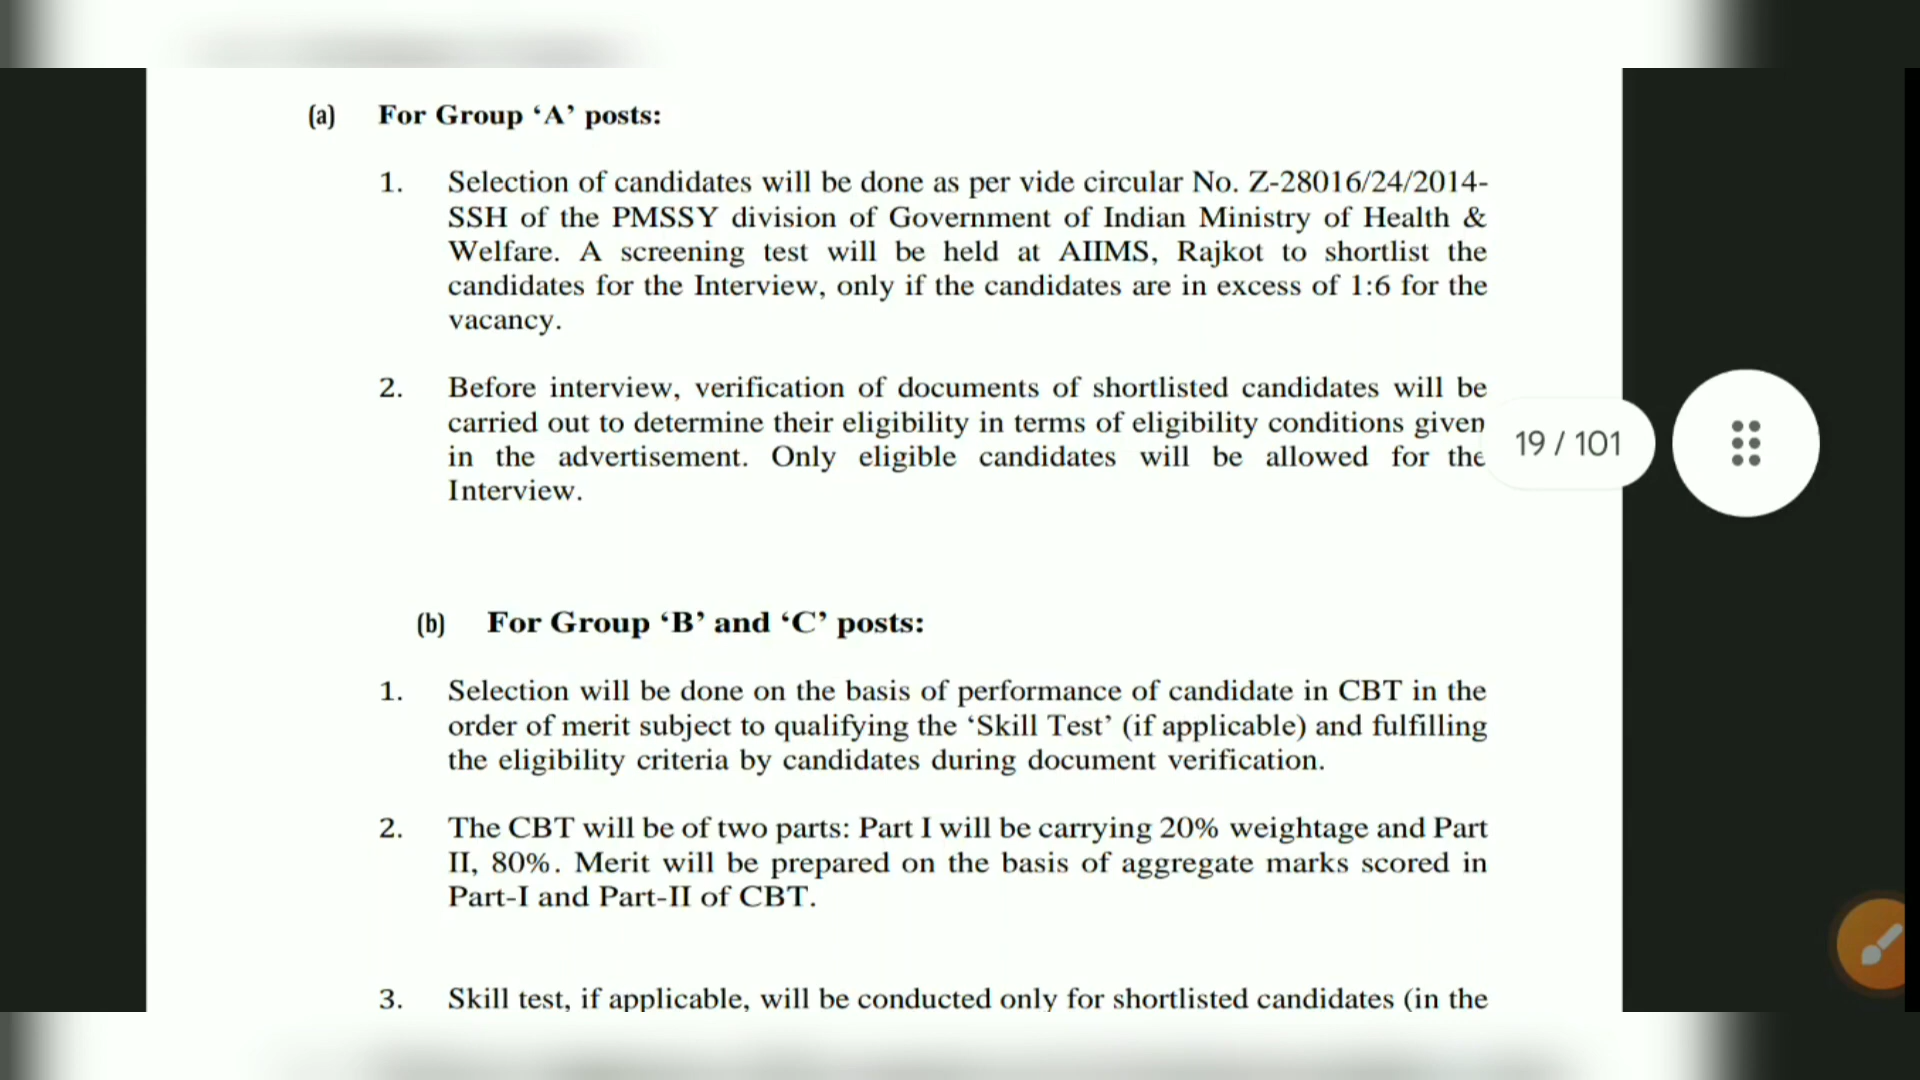 (a) For Group ‘A’ posts:
1. Selection of candidates will be done as per vide circular No. Z-28016/24/2014-
SSH of the PMSSY division of Government of Indian Ministry of Health &
Welfare. A screening test will be held at AIIMS, Rajkot to shortlist the
candidates for the Interview, only if the candidates are in excess of 1:6 for the
vacancy.
2. Before interview, verification of documents of shortlisted candidates will be
carried out to determine their eligibility in terms of eligibility conditions given
in the advertisement. Only eligible candidates will be allowed for the
Interview.
19 / 101
(b) For Group ‘B’ and ‘C’ posts:
1. Selection will be done on the basis of performance of candidate in CBT in the
order of merit subject to qualifying the ‘Skill Test’ (if applicable) and fulfilling
the eligibility criteria by candidates during document verification.
2. The CBT will be of two parts: Part I will be carrying 20% weightage and Part
II, 80%. Merit will be prepared on the basis of aggregate marks scored in
Part-I and Part-II of CBT.
3. Skill test, if applicable, will be conducted only for shortlisted candidates (in the